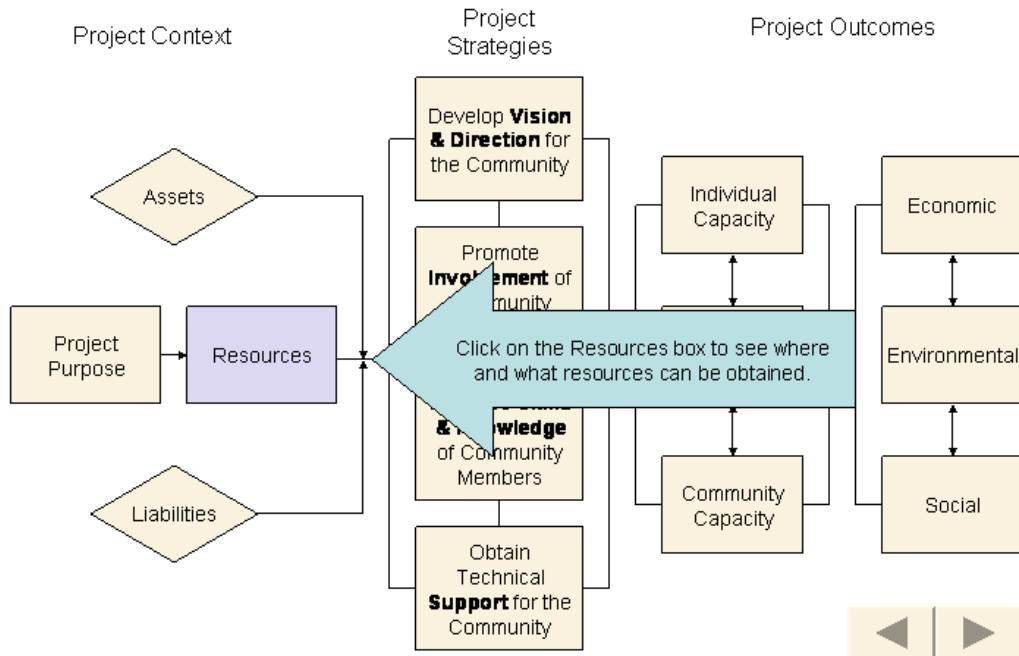 Project Context
Project
Strategies
Project Outcomes
Develop Vision
& Direction for
the Community
Assets
Individual
Capacity
Economic
Promote
Involvement of
Project
Purpose
Resources
Click on the Resources box to see where
and what resources can be obtained.
Environmental
& Knowledge
of Community
Members
Liabilities
Community
Capacity
Social
Obtain
Technical
Support for the
Community